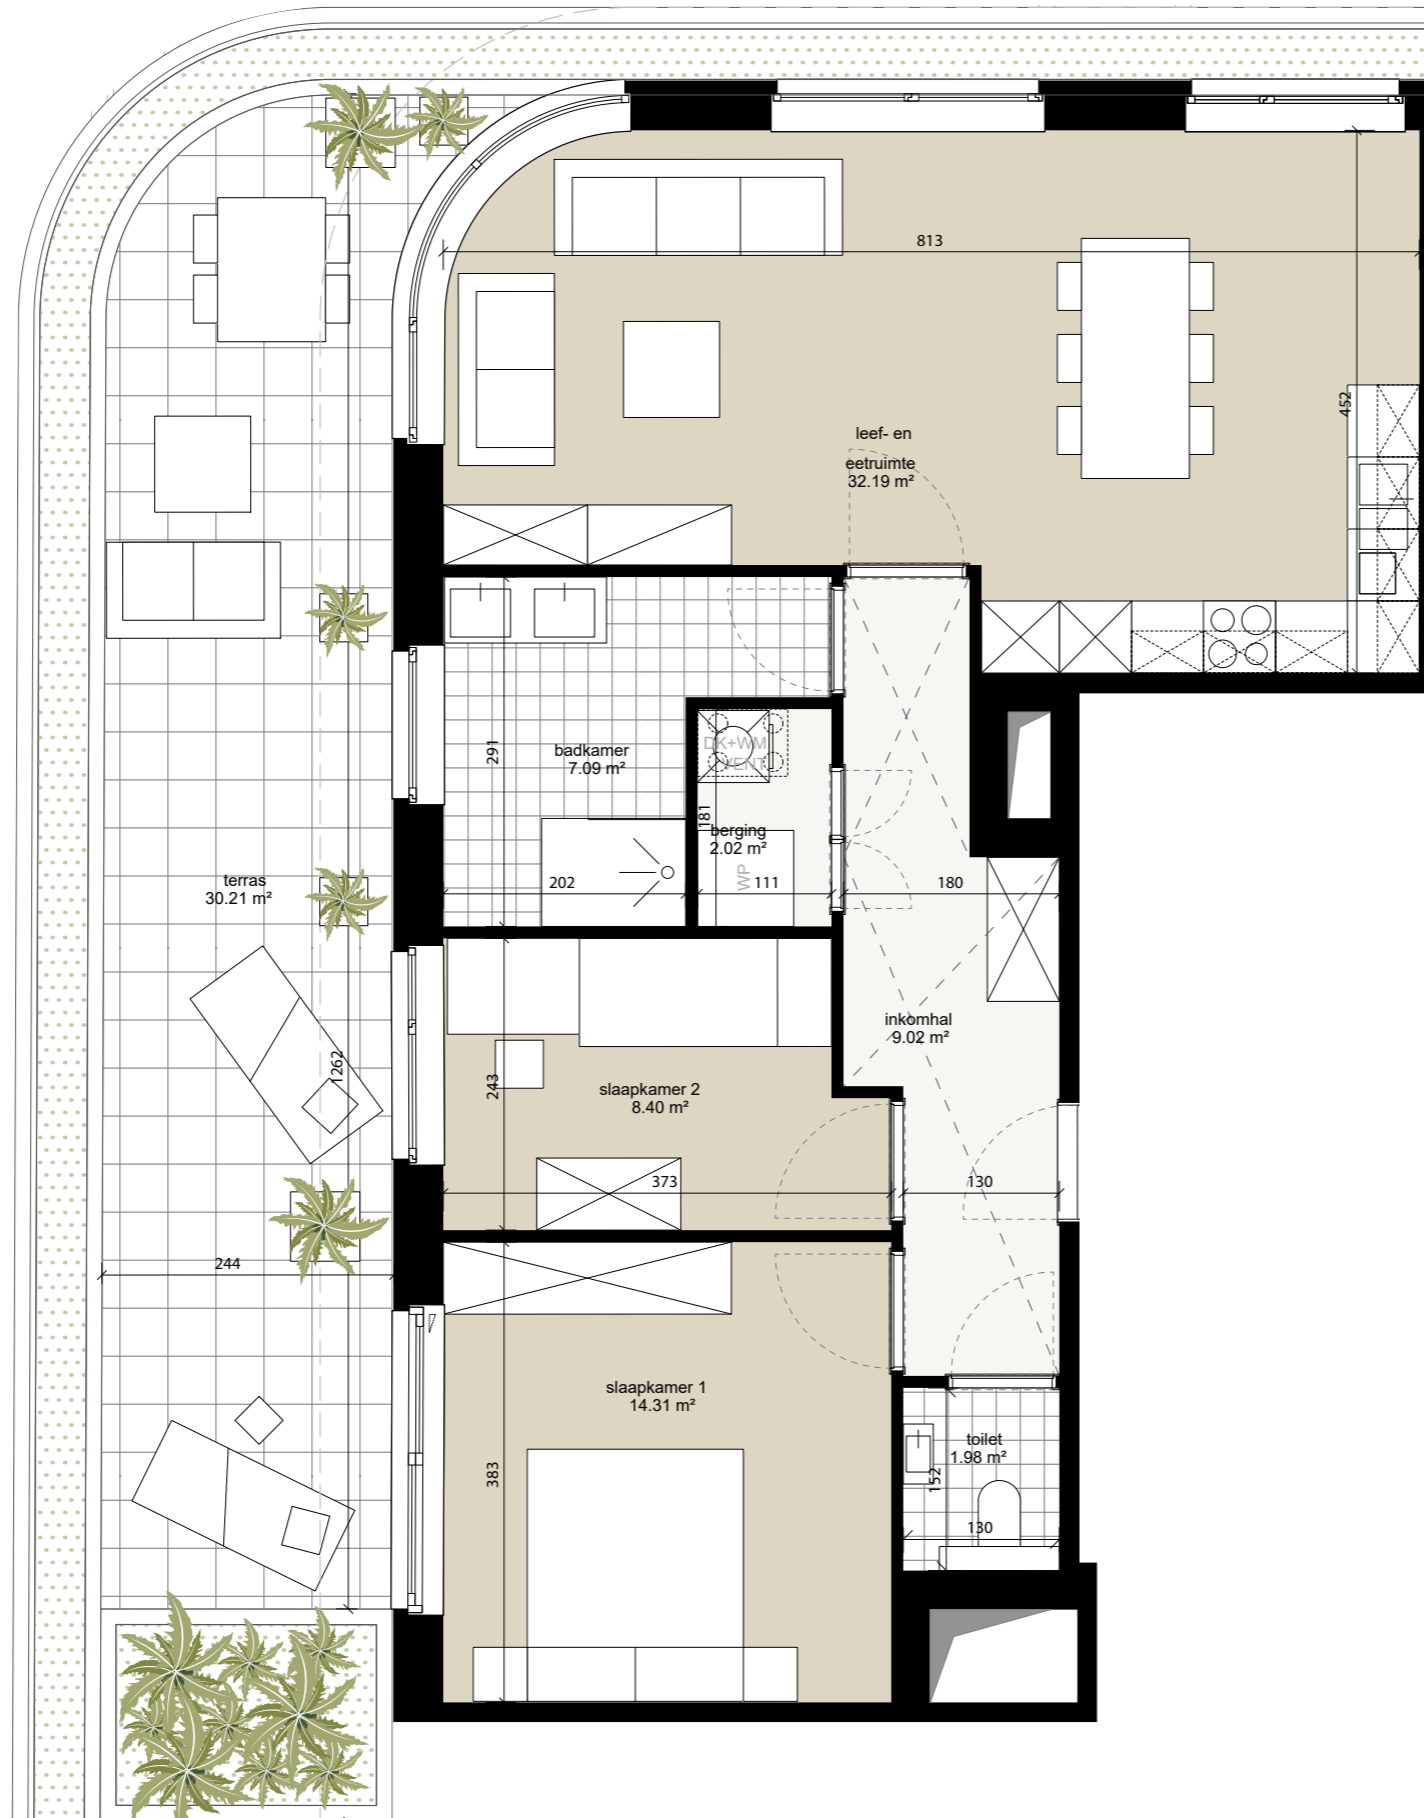 813
452
leef- en
eetruimte
32.19 m²
291
badkamer
7.09 m²
DK+WM
VENT
181
berging
2.02 m²
WP
202
111
180
terras
30.21 m²
inkomhal
9.02 m²
1262
243
slaapkamer 2
8.40 m²
373
130
244
slaapkamer 1
14.31 m²
383
toilet
1.98 m²
152
130